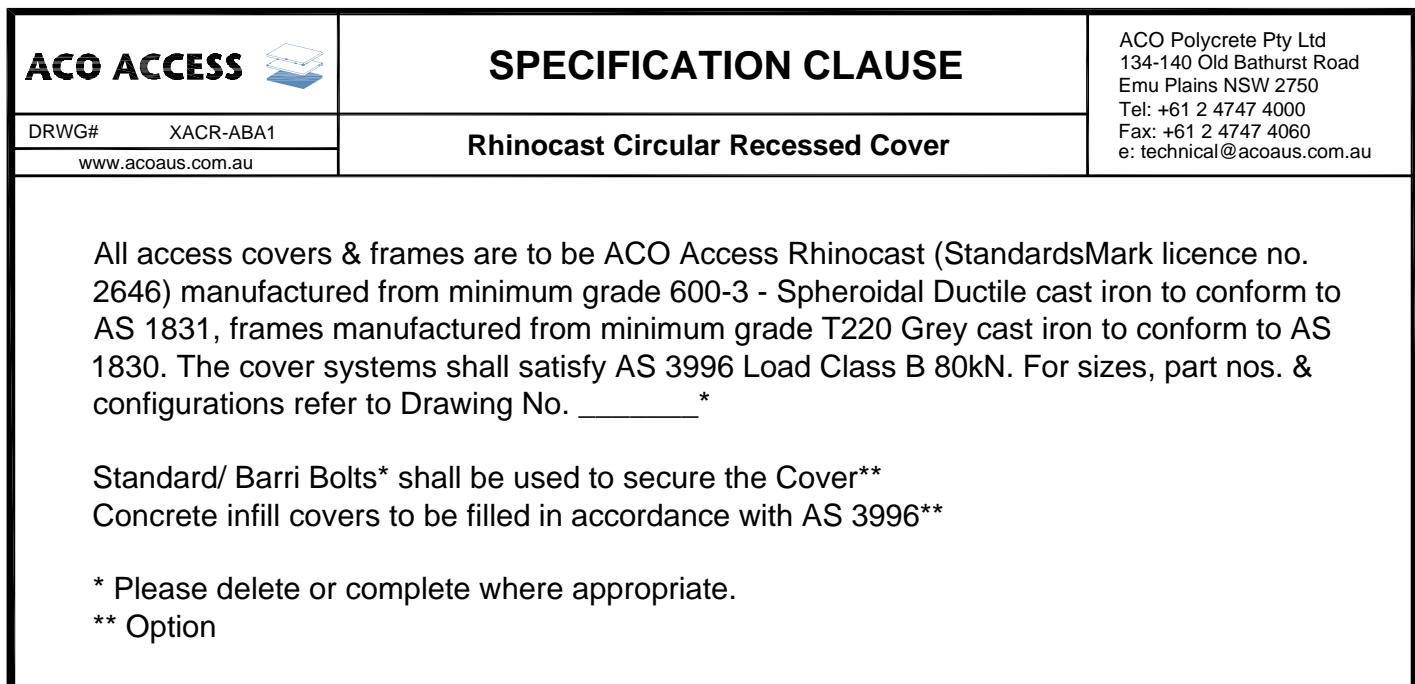 ACO ACCESS
DRWG# XACR-ABA1
www.acoaus.com.au
SPECIFICATION CLAUSE
Rhinocast Circular Recessed Cover
ACO Polycrete Pty Ltd
134-140 Old Bathurst Road
Emu Plains NSW 2750
Tel: +61 2 4747 4000
Fax: +61 2 4747 4060
e: technical@acoaus.com.au
All access covers & frames are to be ACO Access Rhinocast (StandardsMark licence no.
2646) manufactured from minimum grade 600-3 - Spheroidal Ductile cast iron to conform to
AS 1831, frames manufactured from minimum grade T220 Grey cast iron to conform to AS
1830. The cover systems shall satisfy AS 3996 Load Class B 80kN. For sizes, part nos. &
configurations refer to Drawing No. _______*
Standard/ Barri Bolts* shall be used to secure the Cover**
Concrete infill covers to be filled in accordance with AS 3996**
* Please delete or complete where appropriate.
** Option